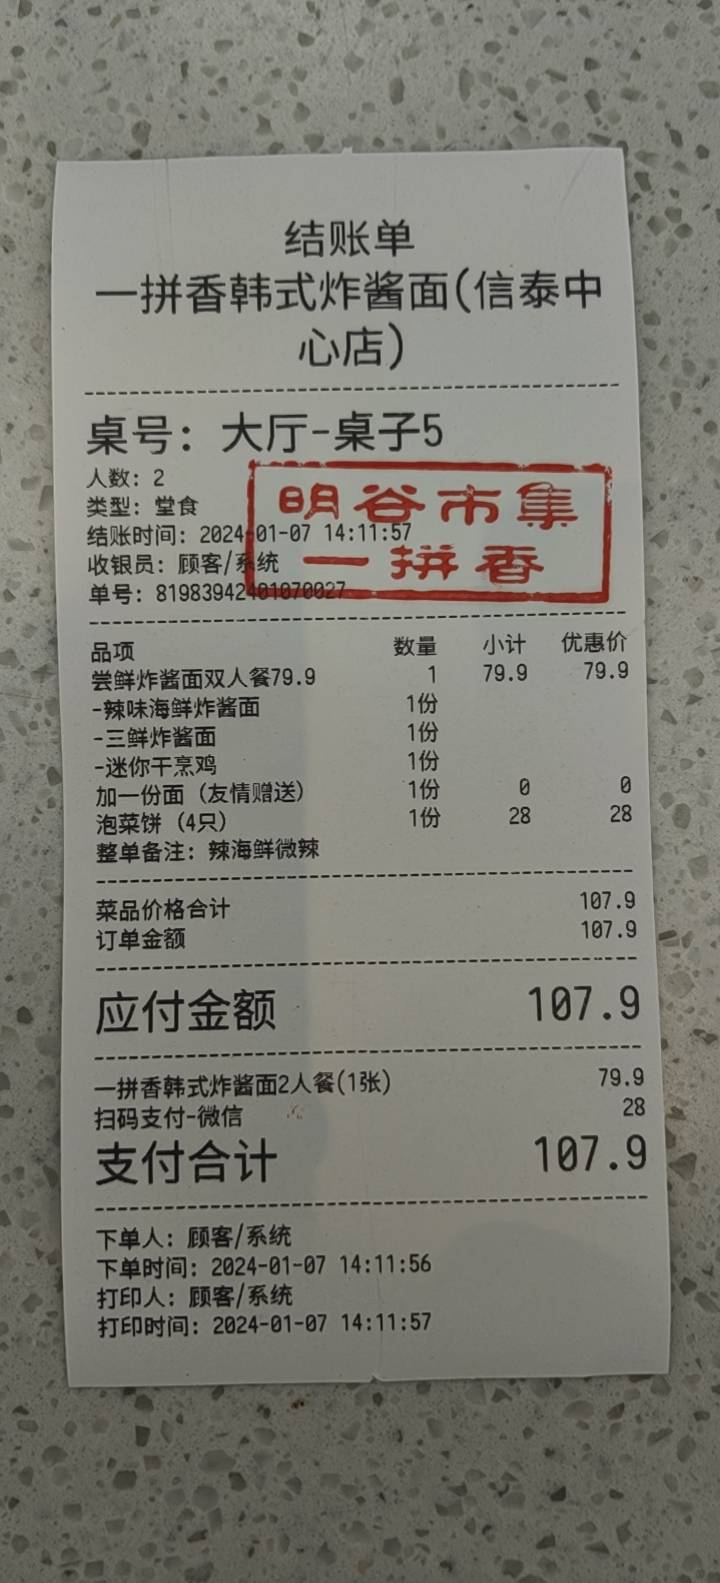 结账单
一拼香韩式炸酱面(信泰中
心店)
桌号: 大厅-桌子5
人数: 2
类型: 堂食
明谷市集
结账时间: 2024-01-07 14:11:57
收银员: 顾客/系统
一拼香
单号: 81983942401070027
品项 数量 小计 优惠价
尝鲜炸酱面双人餐79.9 1 79.9 79.9
-辣味海鲜炸酱面 1份
-三鲜炸酱面 1份
-迷你干烹鸡 1份
加一份面 (友情赠送) 1份 0 0
泡菜饼 (4只) 1份 28 28
整单备注: 辣海鲜微辣
菜品价格合计 107.9
订单金额 107.9
应付金额 107.9
一拼香韩式炸酱面2人餐(1张) 79.9
扫码支付-微信 28
支付合计 107.9
下单人: 顾客/系统
下单时间: 2024-01-07 14:11:56
打印人: 顾客/系统
打印时间: 2024-01-07 14:11:57